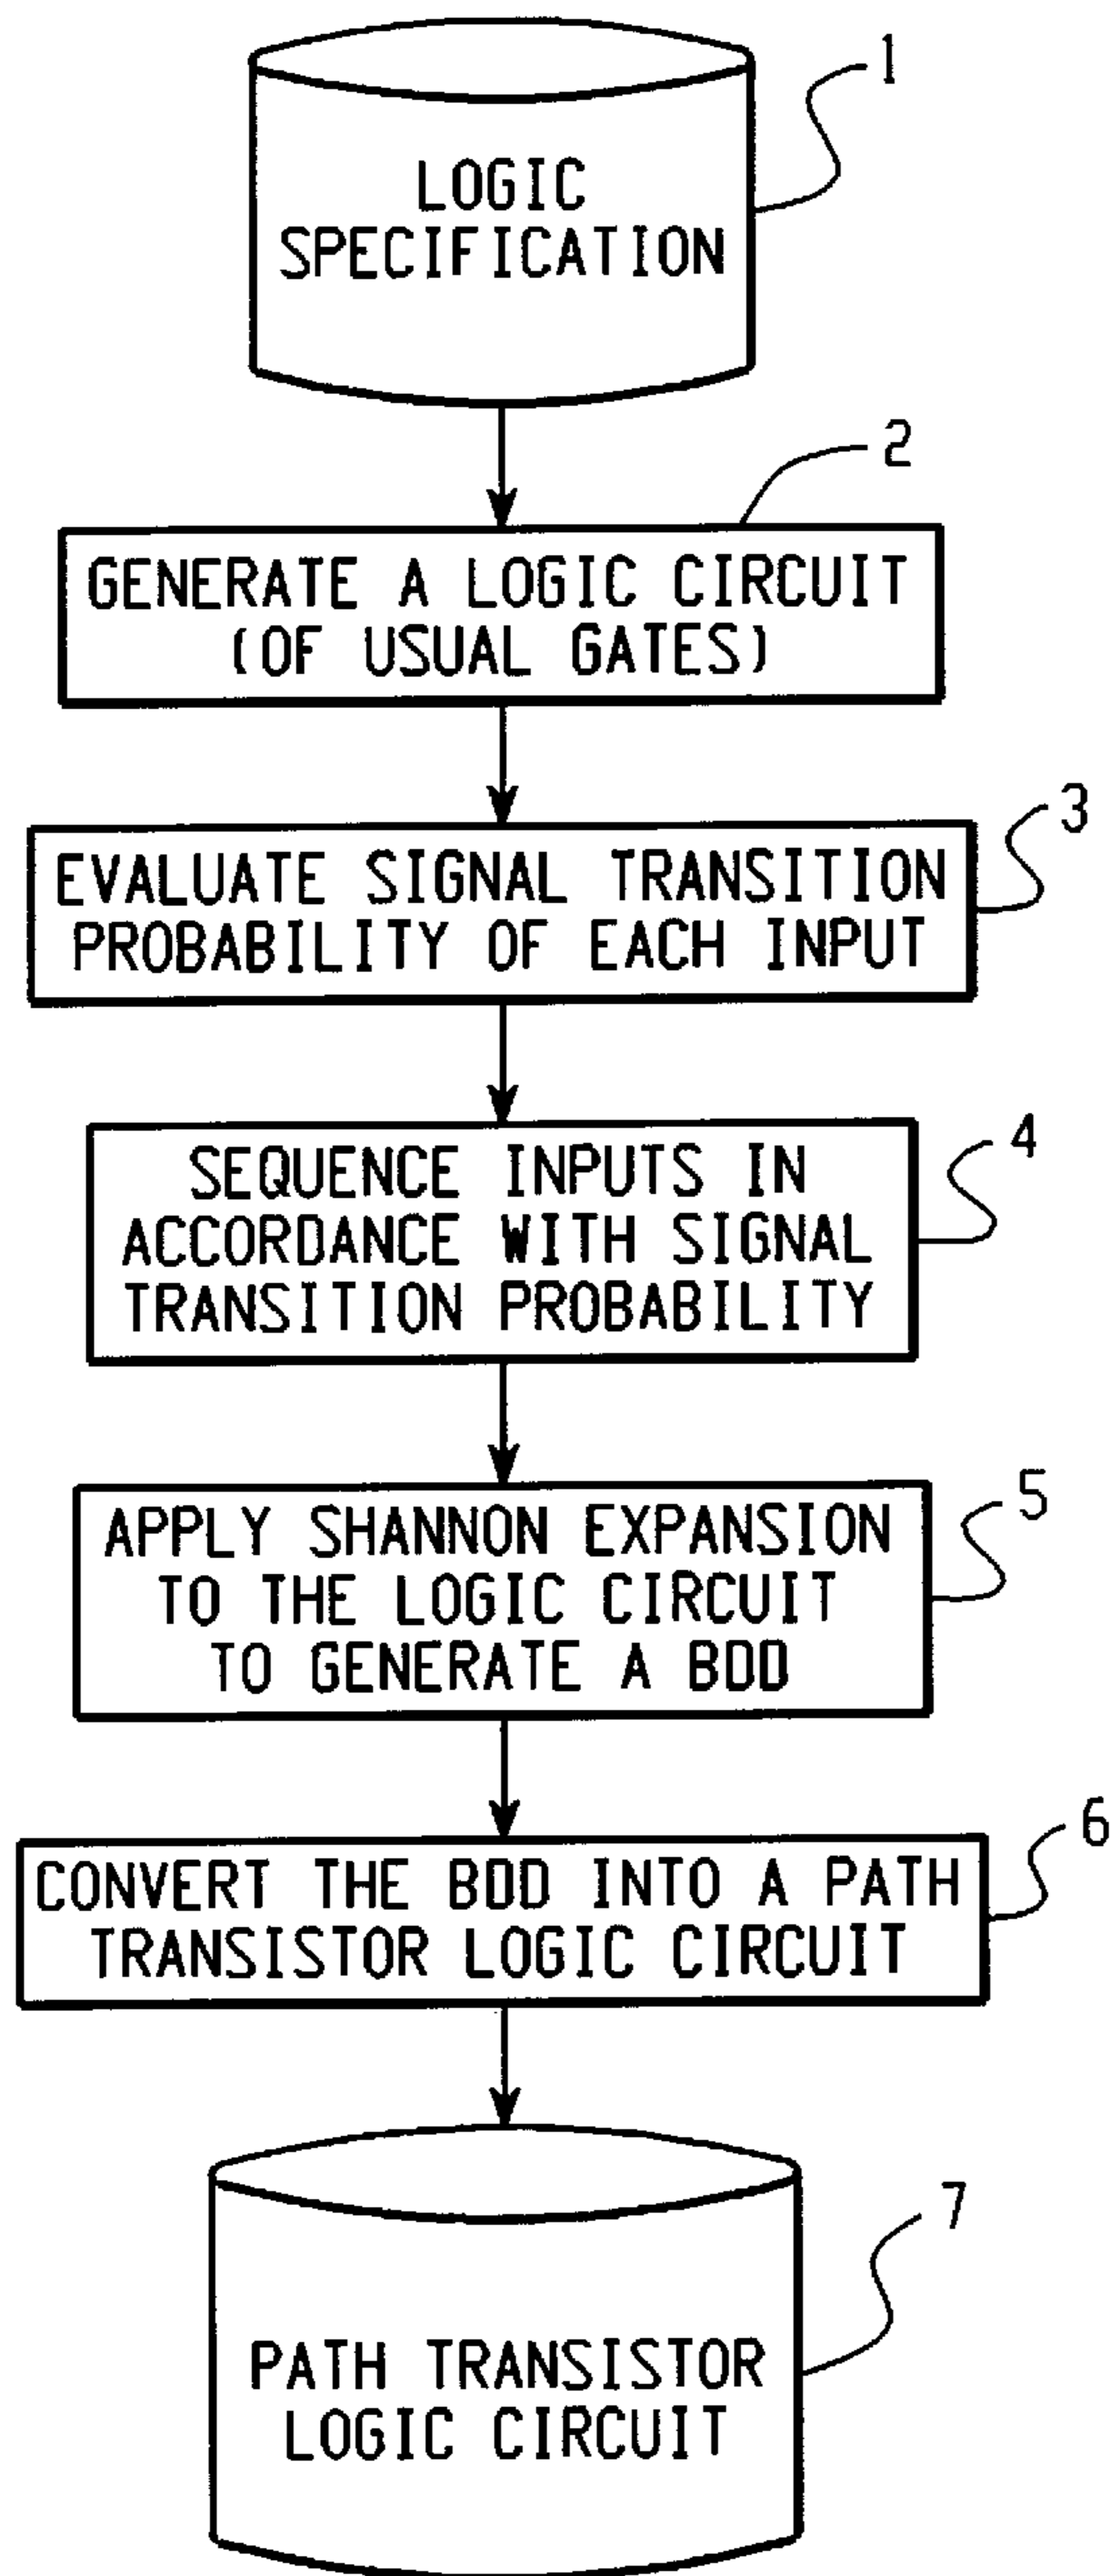 1
LOGIC
SPECIFICATION
2
GENERATE A LOGIC CIRCUIT
(OF USUAL GATES)
3
EVALUATE SIGNAL TRANSITION
PROBABILITY OF EACH INPUT
4
SEQUENCE INPUTS IN
ACCORDANCE WITH SIGNAL
TRANSITION PROBABILITY
5
APPLY SHANNON EXPANSION
TO THE LOGIC CIRCUIT
TO GENERATE A BDD
6
CONVERT THE BDD INTO A PATH
TRANSISTOR LOGIC CIRCUIT
7
PATH TRANSISTOR
LOGIC CIRCUIT